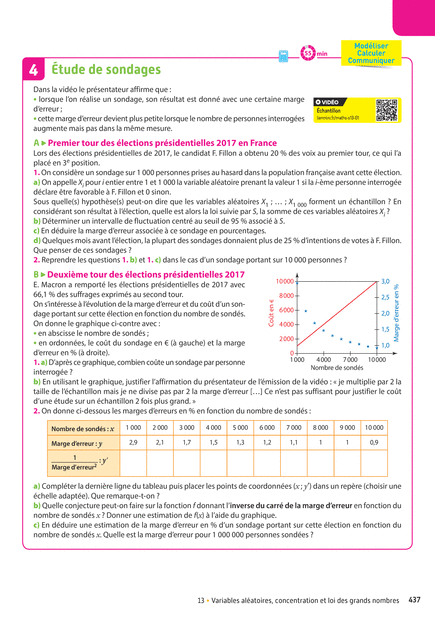 55 min
Modéliser
Calculer
Communiquer
4 Étude de sondages
Dans la vidéo le présentateur affirme que :
• lorsque l'on réalise un sondage, son résultat est donné avec une certaine marge
d'erreur ;
• cette marge d'erreur devient plus petite lorsque le nombre de personnes interrogées
augmente mais pas dans la même mesure.
VIDÉO
Échantillon
A ▶ Premier tour des élections présidentielles 2017 en France
Lors des élections présidentielles de 2017, le candidat F. Fillon a obtenu 20 % des voix au premier tour, ce qui l'a
placé en 3e position.
1. On considère un sondage sur 1 000 personnes prises au hasard dans la population française avant cette élection.
a) On appelle Xi pour i entier entre 1 et 1 000 la variable aléatoire prenant la valeur 1 si la i-ème personne interrogée
déclare être favorable à F. Fillon et 0 sinon.
Sous quelle(s) hypothèse(s) peut-on dire que les variables aléatoires X1 ; … ; X1 000 forment un échantillon ? En
considérant son résultat à l'élection, quelle est alors la loi suivie par S, la somme de ces variables aléatoires Xi ?
b) Déterminer un intervalle de fluctuation centré au seuil de 95 % associé à S.
c) En déduire la marge d'erreur associée à ce sondage en pourcentages.
d) Quelques mois avant l'élection, la plupart des sondages donnaient plus de 25 % d'intentions de votes à F. Fillon.
Que penser de ces sondages ?
2. Reprendre les questions 1. b) et 1. c) dans le cas d'un sondage portant sur 10 000 personnes ?
B ▶ Deuxième tour des élections présidentielles 2017
E. Macron a remporté les élections présidentielles de 2017 avec
66,1 % des suffrages exprimés au second tour.
On s'intéresse à l'évolution de la marge d'erreur et du coût d'un son-
dage portant sur cette élection en fonction du nombre de sondés.
On donne le graphique ci-contre avec :
• en abscisse le nombre de sondés ;
• en ordonnées, le coût du sondage en € (à gauche) et la marge
d'erreur en % (à droite).
1. a) D'après ce graphique, combien coûte un sondage par personne
interrogée ?
Coût en €
10 000
8 000
6 000
4 000
2 000
0
3,0
2,5
2,0
1,5
1,0
Marge d'erreur en %
1 000 4 000 7 000 10 000
Nombre de sondés
b) En utilisant le graphique, justifier l'affirmation du présentateur de l'émission de la vidéo : « je multiplie par 2 la
taille de l'échantillon mais je ne divise pas par 2 la marge d'erreur […] Ce n'est pas suffisant pour justifier le coût
d'une étude sur un échantillon 2 fois plus grand. »
2. On donne ci-dessous les marges d'erreurs en % en fonction du nombre de sondés :
Nombre de sondés : x 1 000 2 000 3 000 4 000 5 000 6 000 7 000 8 000 9 000 10 000
Marge d'erreur : y 2,9 2,1 1,7 1,5 1,3 1,2 1,1 1 1 0,9
1/Marge d'erreur² : y'
a) Compléter la dernière ligne du tableau puis placer les points de coordonnées (x ; y') dans un repère (choisir une
échelle adaptée). Que remarque-t-on ?
b) Quelle conjecture peut-on faire sur la fonction f donnant l'inverse du carré de la marge d'erreur en fonction du
nombre de sondés x ? Donner une estimation de f(x) à l'aide du graphique.
c) En déduire une estimation de la marge d'erreur en % d'un sondage portant sur cette élection en fonction du
nombre de sondés x. Quelle est la marge d'erreur pour 1 000 000 personnes sondées ?
13 • Variables aléatoires, concentration et loi des grands nombres 437